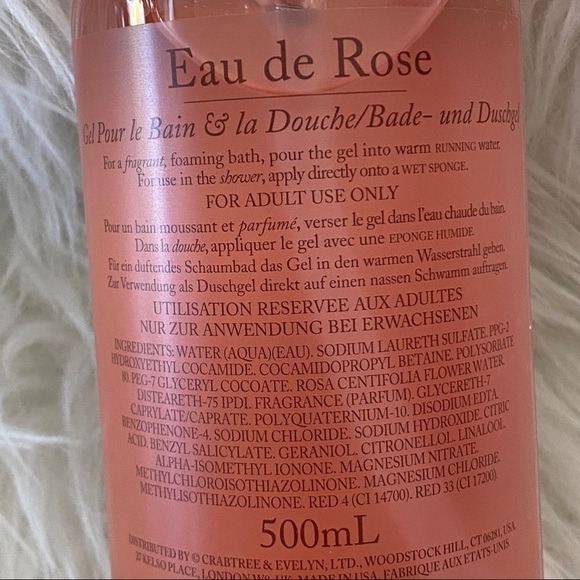 Eau de Rose
Gel Pour le Bain & la Douche/Bade- und Duschgel
For a fragrant, foaming bath, pour the gel into warm RUNNING water.
For use in the shower, apply directly onto a WET SPONGE.
FOR ADULT USE ONLY
Pour un bain moussant et parfumé, verser le gel dans l'eau chaude du bain.
Dans la douche, appliquer le gel avec une EPONGE HUMIDE.
Für ein duftendes Schaumbad das Gel in den warmen Wasserstrahl geben.
Zur Verwendung als Duschgel direkt auf einen nassen Schwamm auftragen.
UTILISATION RESERVEE AUX ADULTES
NUR ZUR ANWENDUNG BEI ERWACHSENEN
INGREDIENTS: WATER (AQUA)(EAU). SODIUM LAURETH SULFATE. PPG-2
HYDROXYETHYL COCAMIDE. COCAMIDOPROPYL BETAINE. POLYSORBATE
80. PEG-7 GLYCERYL COCOATE. ROSA CENTIFOLIA FLOWER WATER.
DISTEARETH-75 IPDI. FRAGRANCE (PARFUM). GLYCERETH-7
CAPRYLATE/CAPRATE. POLYQUATERNIUM-10. DISODIUM EDTA.
BENZOPHENONE-4. SODIUM CHLORIDE. SODIUM HYDROXIDE. CITRIC
ACID. BENZYL SALICYLATE. GERANIOL. CITRONELLOL. LINALOOL.
ALPHA-ISOMETHYL IONONE. MAGNESIUM NITRATE.
METHYLCHLOROISOTHIAZOLINONE. MAGNESIUM CHLORIDE.
METHYLISOTHIAZOLINONE. RED 4 (CI 14700). RED 33 (CI 17200).
500mL
DISTRIBUTED BY © CRABTREE & EVELYN, LTD., WOODSTOCK HILL, CT 06281, USA
37 KELSO PLACE, LONDON W8, UK. MADE IN USA. FABRIQUE AUX ETATS-UNIS